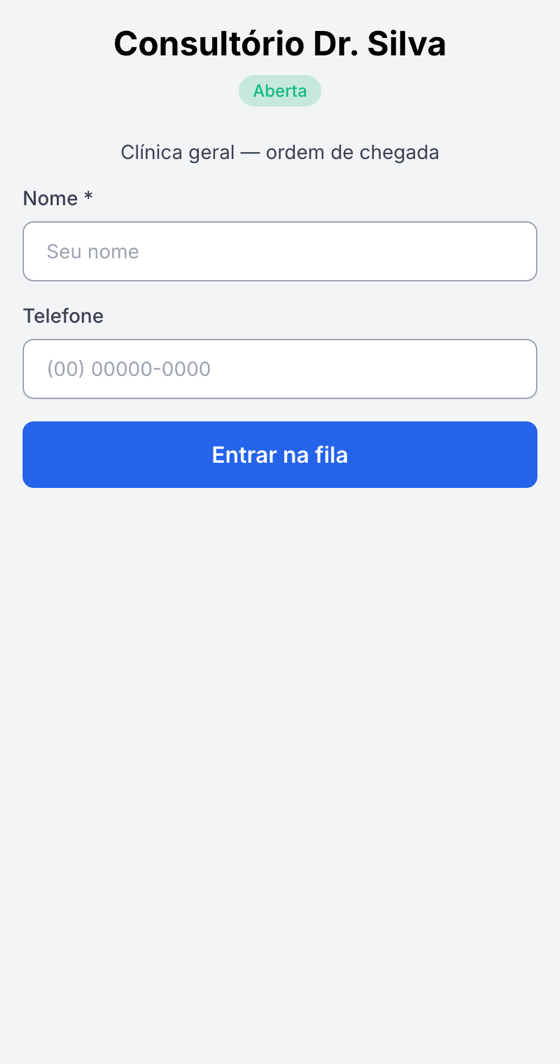 Consultório Dr. Silva
Aberta
Clínica geral — ordem de chegada
Nome *
Seu nome
Telefone
(00) 00000-0000
Entrar na fila